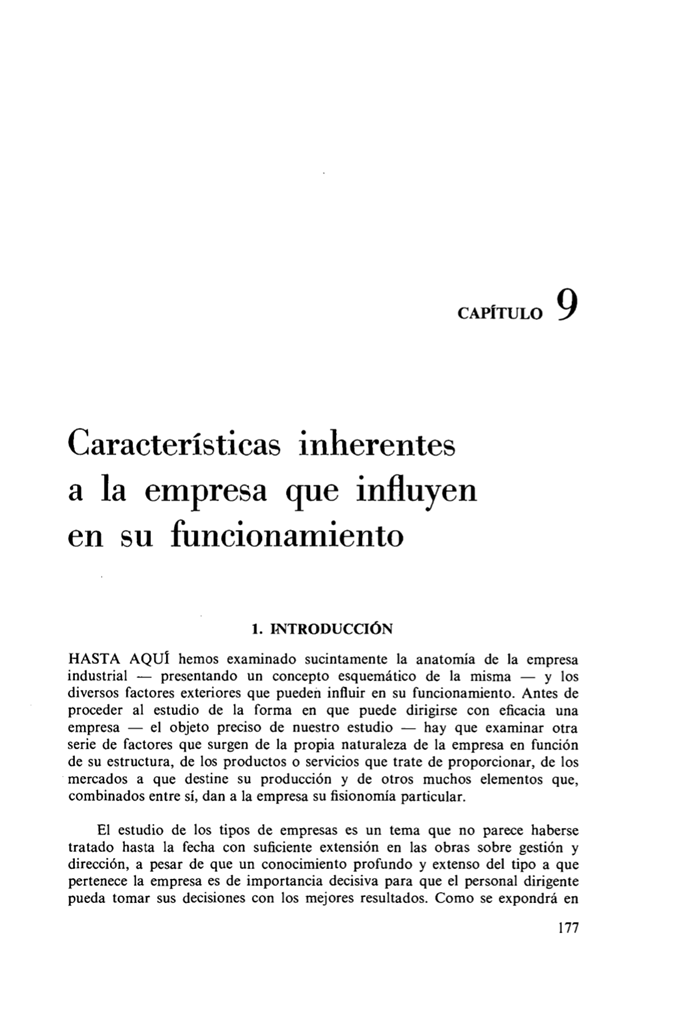 CAPÍTULO 9
Características inherentes
a la empresa que influyen
en su funcionamiento
1. INTRODUCCIÓN
HASTA AQUÍ hemos examinado sucintamente la anatomía de la empresa
industrial — presentando un concepto esquemático de la misma — y los
diversos factores exteriores que pueden influir en su funcionamiento. Antes de
proceder al estudio de la forma en que puede dirigirse con eficacia una
empresa — el objeto preciso de nuestro estudio — hay que examinar otra
serie de factores que surgen de la propia naturaleza de la empresa en función
de su estructura, de los productos o servicios que trate de proporcionar, de los
mercados a que destine su producción y de otros muchos elementos que,
combinados entre sí, dan a la empresa su fisionomía particular.
El estudio de los tipos de empresas es un tema que no parece haberse
tratado hasta la fecha con suficiente extensión en las obras sobre gestión y
dirección, a pesar de que un conocimiento profundo y extenso del tipo a que
pertenece la empresa es de importancia decisiva para que el personal dirigente
pueda tomar sus decisiones con los mejores resultados. Como se expondrá en
177